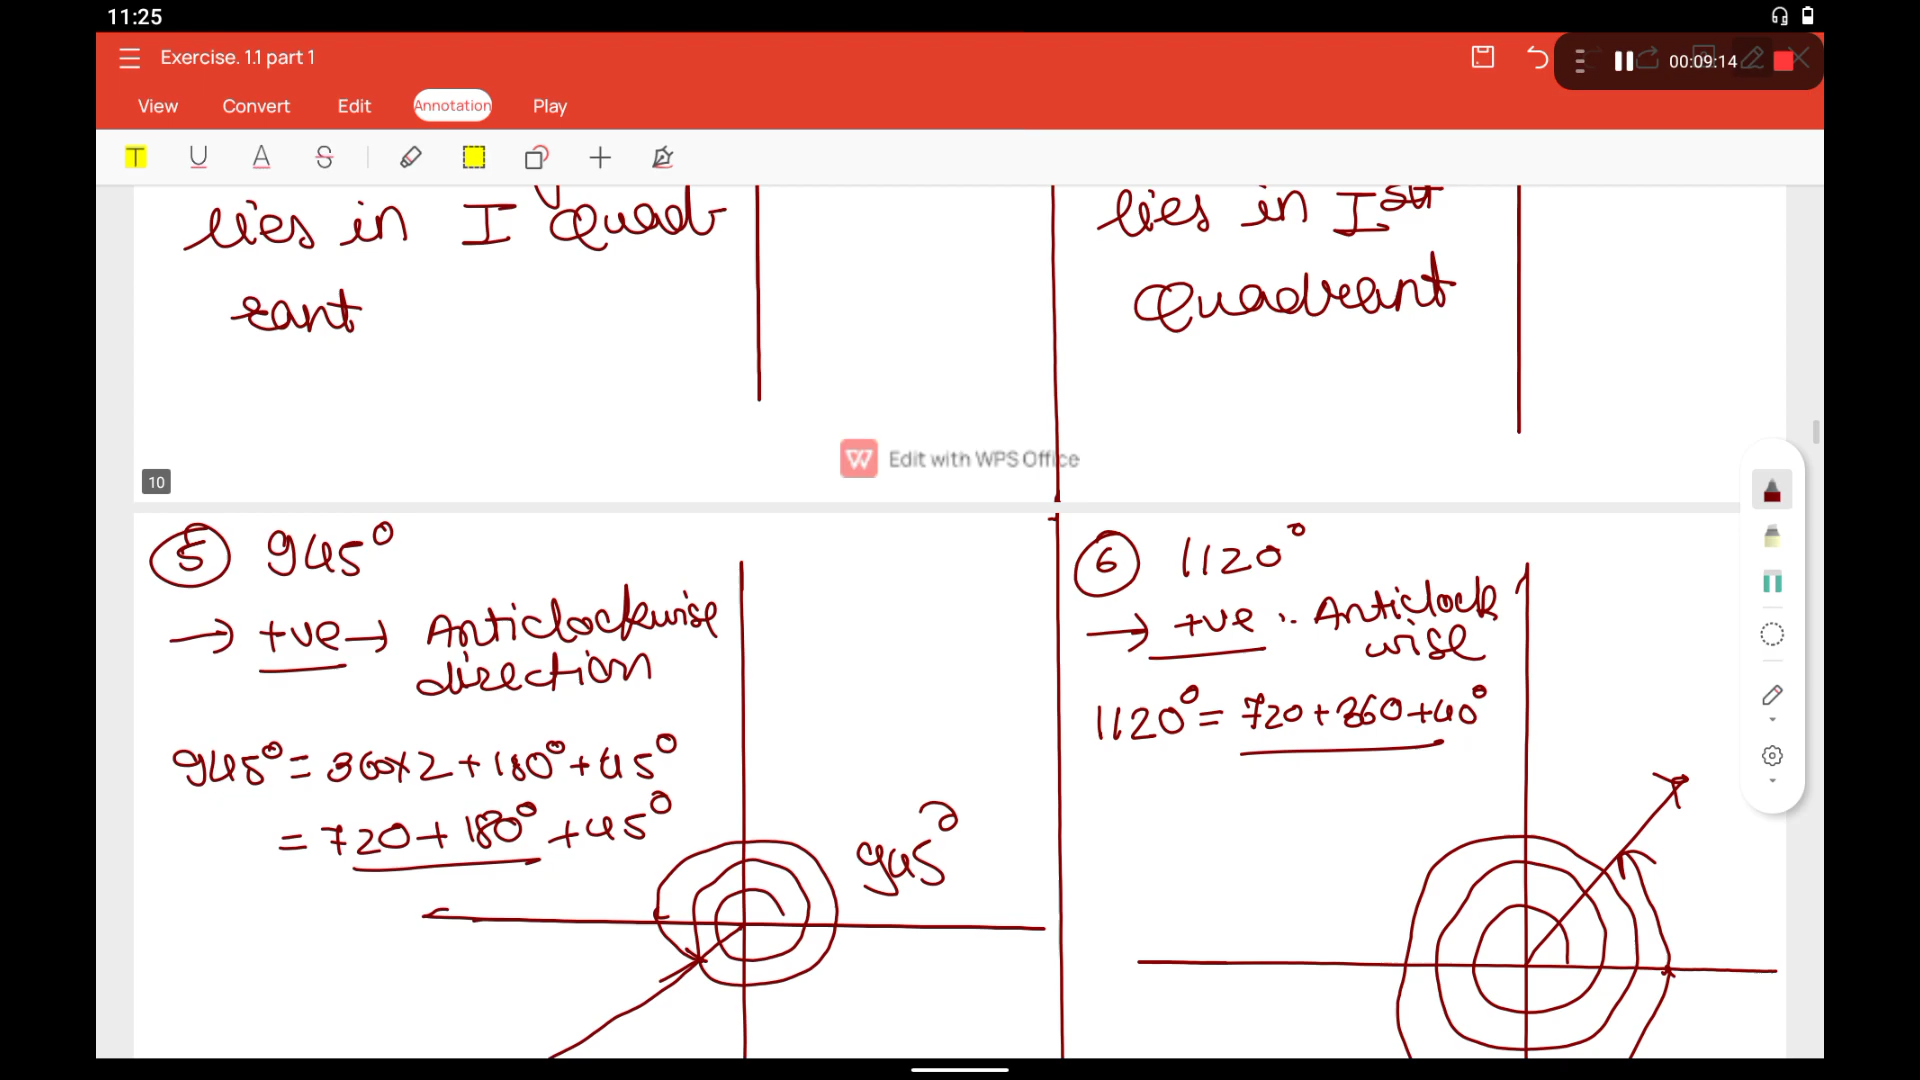 11:25
Exercise. 1.1 part 1
00:09:14
View Convert Edit Annotation Play
T U A S
lies in I Quad
rant
lies in Ist
Quadrant
Edit with WPS Office
10
5 945°
→ +ve → Anticlockwise
direction
945° = 360×2 + 180° + 45°
= 720 + 180° + 45°
945°
6 1120°
→ +ve ∵ Anticlock
wise
1120° = 720 + 360 + 40°